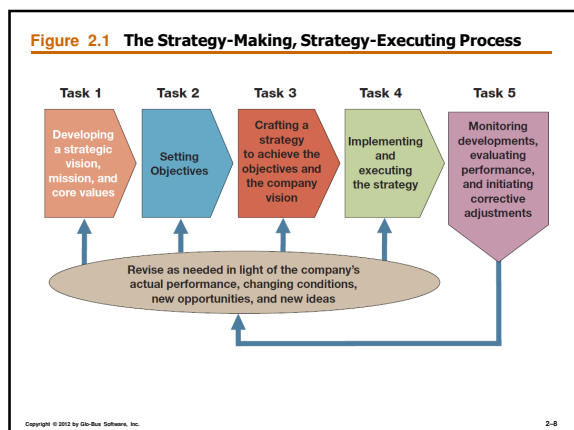 Figure 2.1 The Strategy-Making, Strategy-Executing Process
Task 1
Task 2
Task 3
Task 4
Task 5
Developing
a strategic
vision,
mission, and
core values
Setting
Objectives
Crafting a
strategy
to achieve the
objectives and
the company
vision
Implementing
and
executing
the strategy
Monitoring
developments,
evaluating
performance,
and initiating
corrective
adjustments
Revise as needed in light of the company's
actual performance, changing conditions,
new opportunities, and new ideas
Copyright © 2012 by Glo-Bus Software, Inc.
2–8